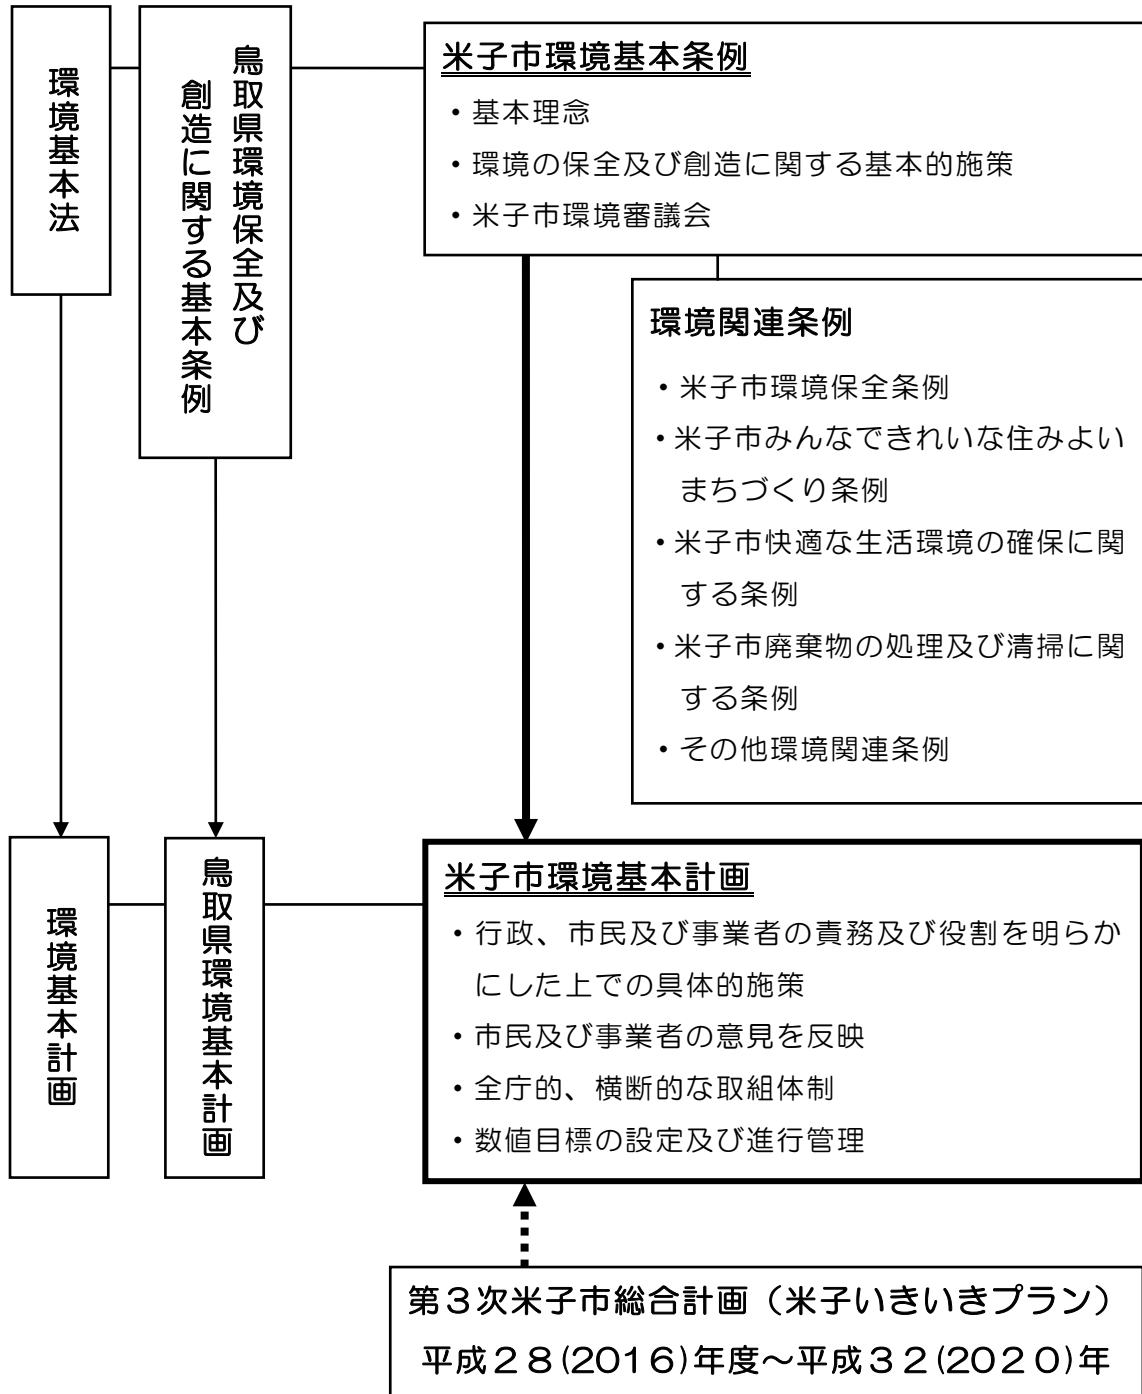 環境基本法
鳥取県環境保全及び
創造に関する基本条例
米子市環境基本条例
・基本理念
・環境の保全及び創造に関する基本的施策
・米子市環境審議会
環境関連条例
・米子市環境保全条例
・米子市みんなできれいな住みよい
まちづくり条例
・米子市快適な生活環境の確保に関
する条例
・米子市廃棄物の処理及び清掃に関
する条例
・その他環境関連条例
環境基本計画
鳥取県環境基本計画
米子市環境基本計画
・行政、市民及び事業者の責務及び役割を明らか
にした上での具体的施策
・市民及び事業者の意見を反映
・全庁的、横断的な取組体制
・数値目標の設定及び進行管理
第３次米子市総合計画（米子いきいきプラン）
平成２８(2016)年度～平成３２(2020)年